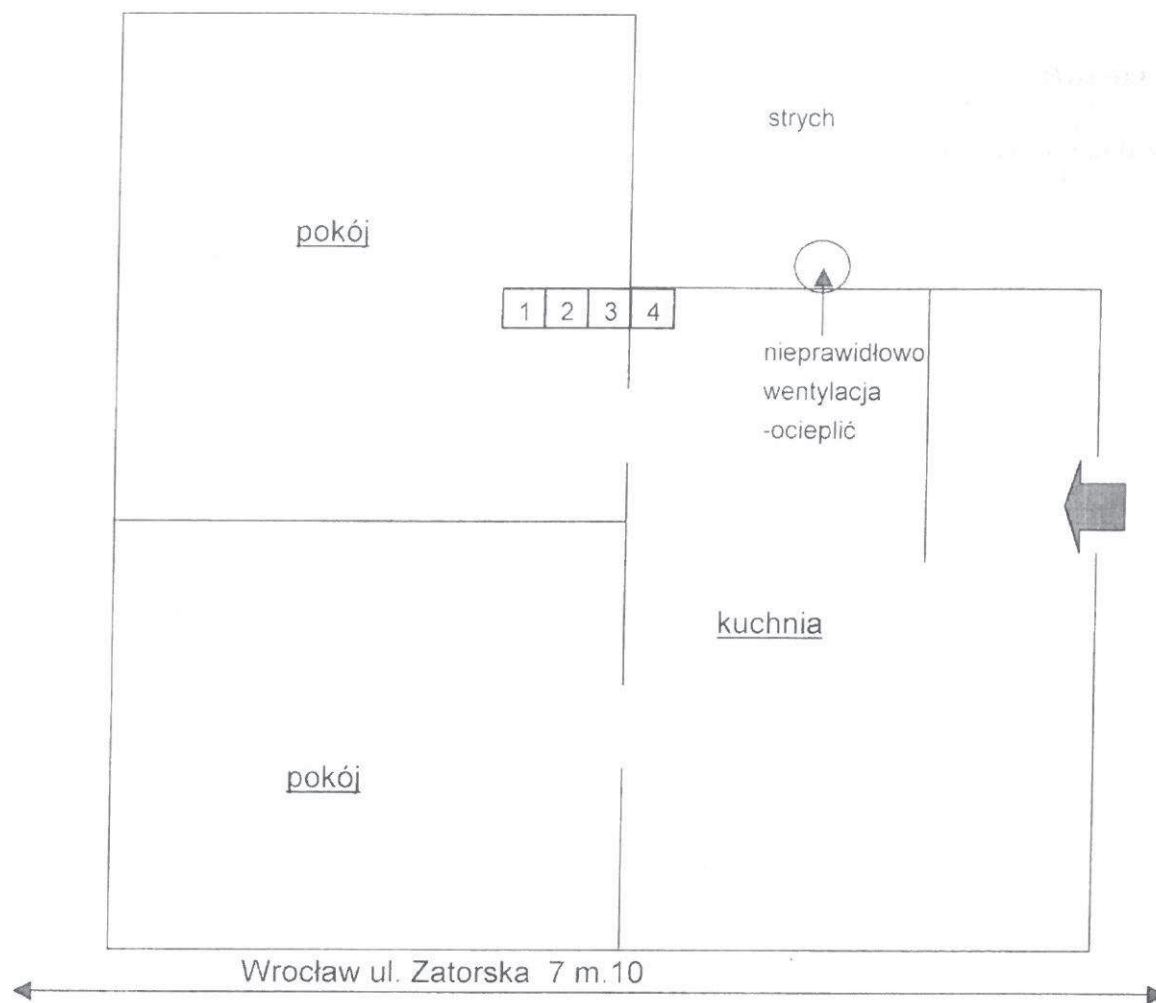 strych
pokój
1 2 3 4
nieprawidłowo
wentylacja
-ocieplić
kuchnia
pokój
Wrocław ul. Zatorska 7 m.10